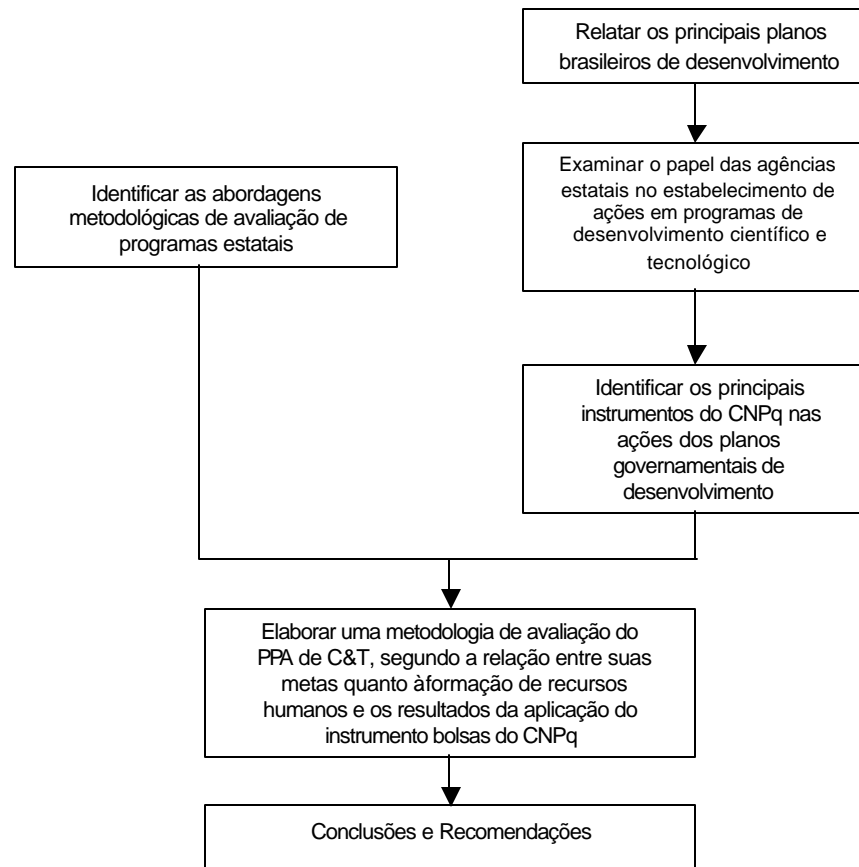 Relatar os principais planos
brasileiros de desenvolvimento
Identificar as abordagens
metodológicas de avaliação de
programas estatais
Examinar o papel das agências
estatais no estabelecimento de
ações em programas de
desenvolvimento científico e
tecnológico
Identificar os principais
instrumentos do CNPq nas
ações dos planos
governamentais de
desenvolvimento
Elaborar uma metodologia de avaliação do
PPA de C&T, segundo a relação entre suas
metas quanto àformação de recursos
humanos e os resultados da aplicação do
instrumento bolsas do CNPq
Conclusões e Recomendações